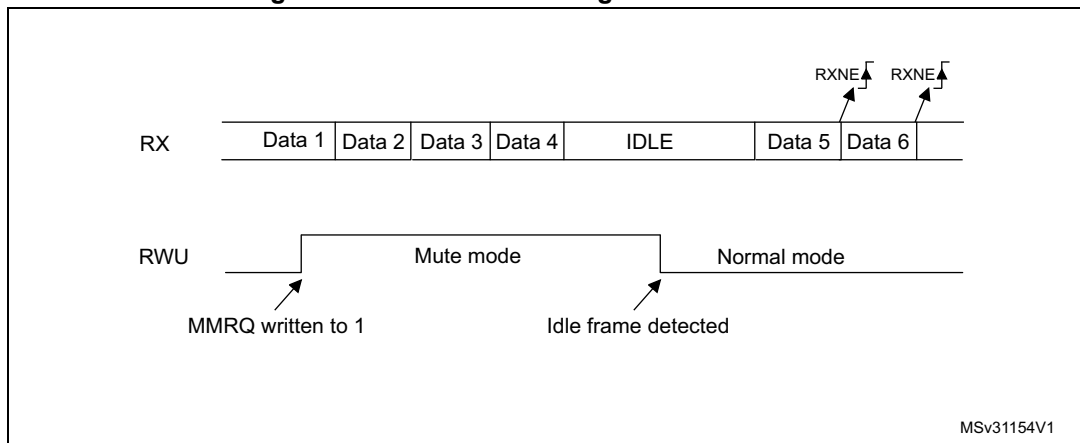 RXNE RXNE
RX Data 1 Data 2 Data 3 Data 4 IDLE Data 5 Data 6
RWU Mute mode Normal mode
MMRQ written to 1 Idle frame detected
MSv31154V1